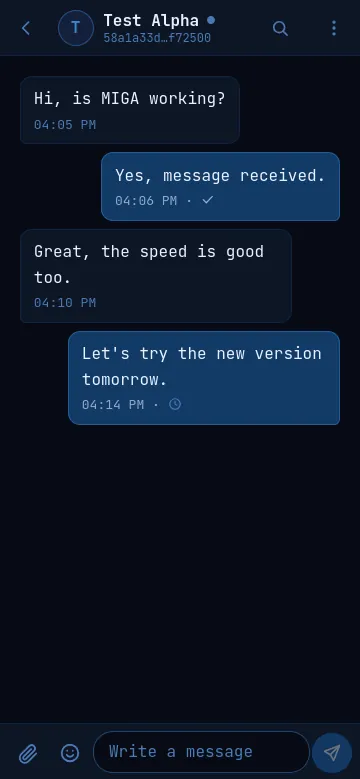 T
Test Alpha
58a1a33d…f72500
Hi, is MIGA working?
04:05 PM
Yes, message received.
04:06 PM ·
Great, the speed is good
too.
04:10 PM
Let's try the new version
tomorrow.
04:14 PM ·
Write a message